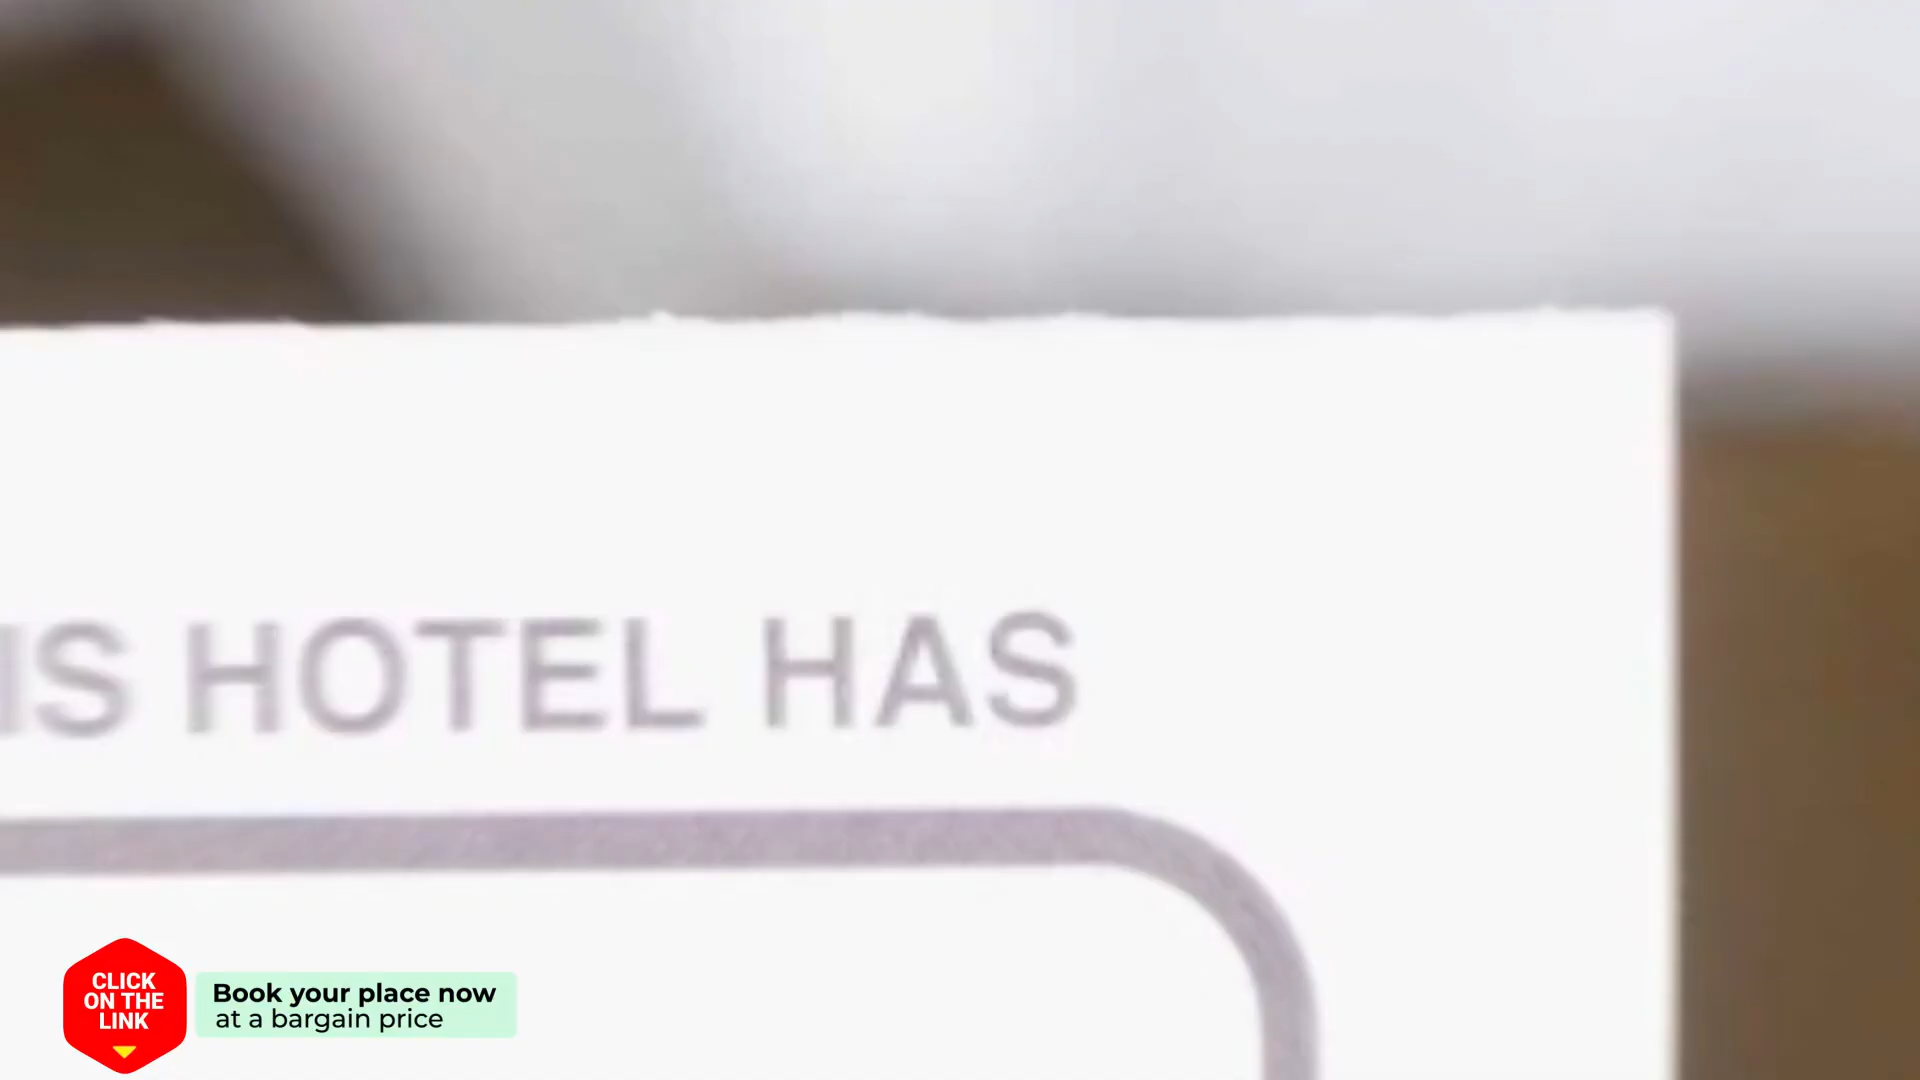 IS HOTEL HAS
CLICK
ON THE
LINK
Book your place now
at a bargain price